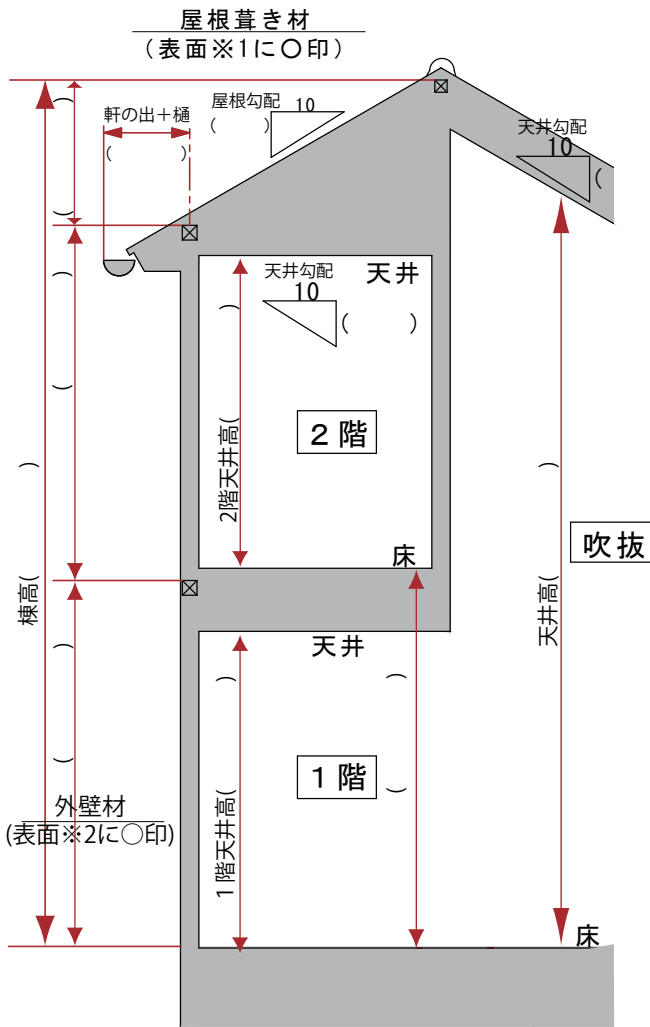 屋根葺き材
(表面※1に〇印)
屋根勾配
10
( )
軒の出+樋
( )
天井勾配
10
(
( )
天井勾配
10
( )
天井
2階天井高( )
2階
( )
棟高( )
吹抜
天井高( )
床
天井
( )
( )
1階天井高( )
1階
外壁材
(表面※2に〇印)
床